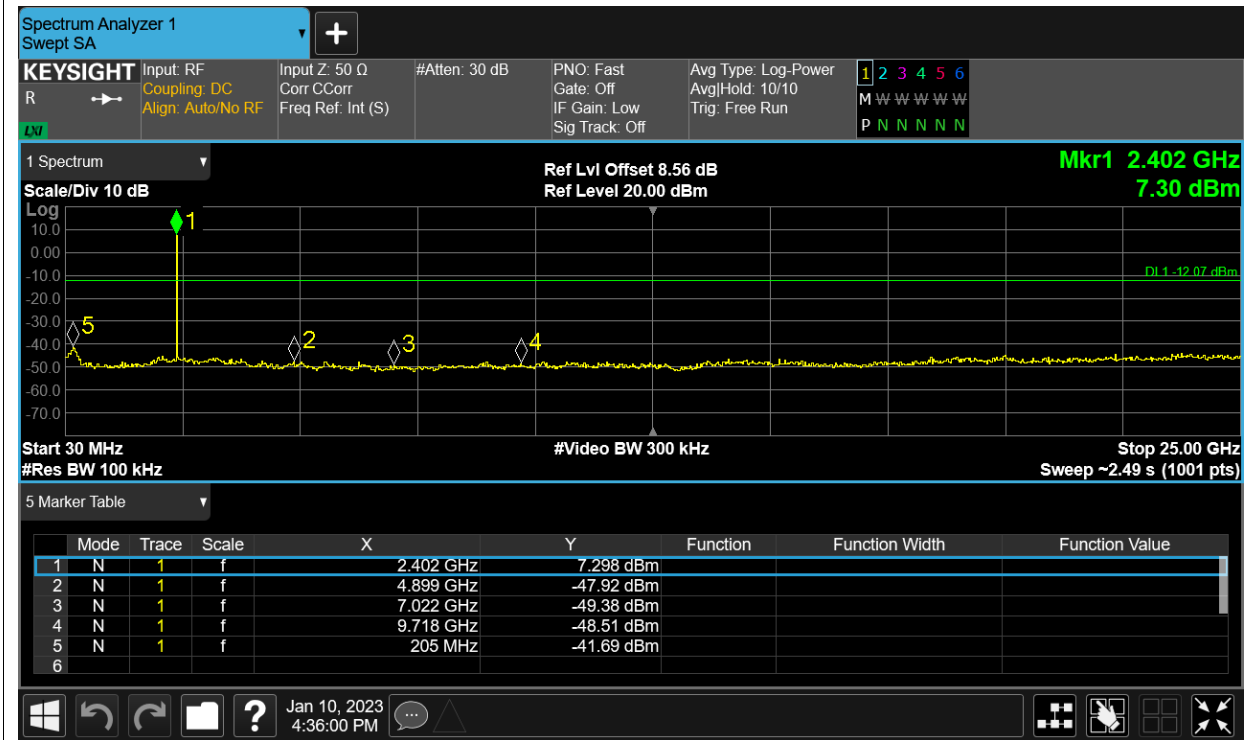 Spectrum Analyzer 1
Swept SA
KEYSIGHT
R
LXI
Input: RF
Coupling: DC
Align: Auto/No RF
Input Z: 50 Ω
Corr CCorr
Freq Ref: Int (S)
#Atten: 30 dB
PNO: Fast
Gate: Off
IF Gain: Low
Sig Track: Off
Avg Type: Log-Power
Avg|Hold: 10/10
Trig: Free Run
1 2 3 4 5 6
M W W W W W
P N N N N N
1 Spectrum
Scale/Div 10 dB
Ref Lvl Offset 8.56 dB
Ref Level 20.00 dBm
Mkr1 2.402 GHz
7.30 dBm
Log
10.0
0.00
-10.0
-20.0
-30.0
-40.0
-50.0
-60.0
-70.0
1
DL1 -12.07 dBm
5
2
3
4
Start 30 MHz
#Video BW 300 kHz
Stop 25.00 GHz
#Res BW 100 kHz
Sweep ~2.49 s (1001 pts)
5 Marker Table
Mode Trace Scale X Y Function Function Width Function Value
1 N 1 f 2.402 GHz 7.298 dBm
2 N 1 f 4.899 GHz -47.92 dBm
3 N 1 f 7.022 GHz -49.38 dBm
4 N 1 f 9.718 GHz -48.51 dBm
5 N 1 f 205 MHz -41.69 dBm
6
?
Jan 10, 2023
4:36:00 PM